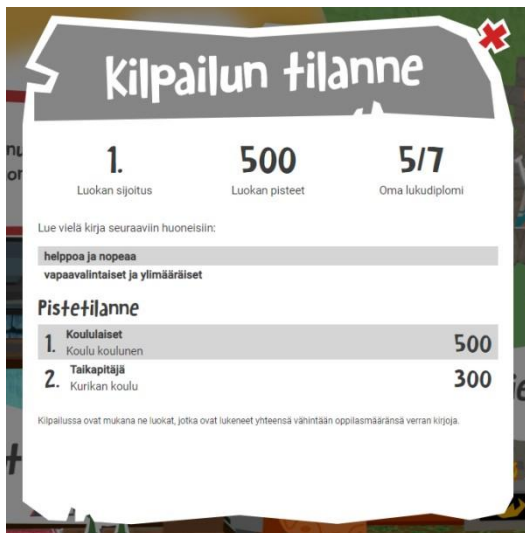 Kilpailun tilanne
1.
Luokan sijoitus
500
Luokan pisteet
5/7
Oma lukudiplomi
Lue vielä kirja seuraaviin huoneisiin:
helppoa ja nopeaa
vapaavalintaiset ja ylimääräiset
Pistetilanne
1. Koululaiset 500
Koulu koulunen
2. Taikapitäjä 300
Kurikan koulu
Kilpailussa ovat mukana ne luokat, jotka ovat lukeneet yhteensä vähintään oppilasmääränsä verran kirjoja.